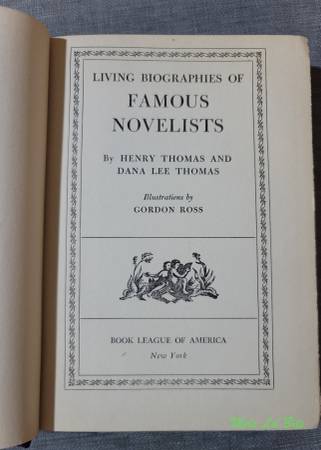 LIVING BIOGRAPHIES OF
FAMOUS
NOVELISTS
By HENRY THOMAS AND
DANA LEE THOMAS
Illustrations by
GORDON ROSS
BOOK LEAGUE OF AMERICA
New York